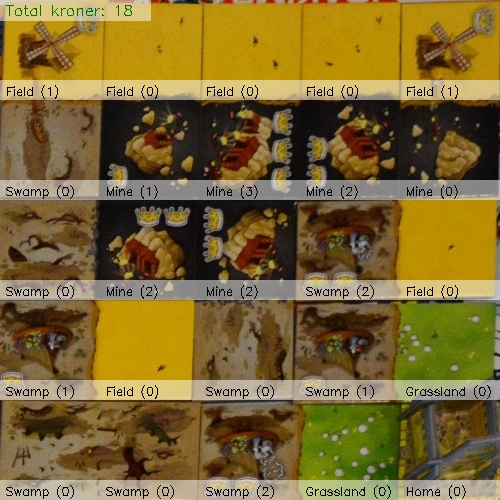 Total kroner: 18
Field (1) Field (0) Field (0) Field (0) Field (1)
Swamp (0) Mine (1) Mine (3) Mine (2) Mine (0)
Swamp (0) Mine (2) Mine (2) Swamp (2) Field (0)
Swamp (1) Field (0) Swamp (0) Swamp (1) Grassland (0)
Swamp (0) Swamp (0) Swamp (2) Grassland (0) Home (0)